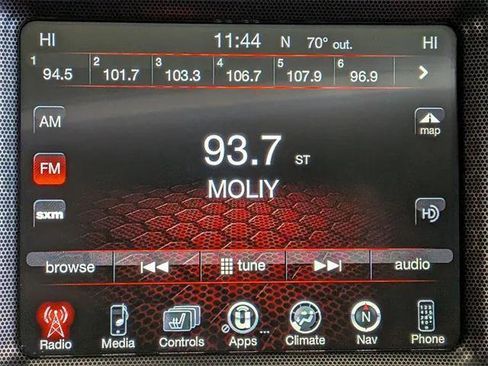 HI 11:44 N 70° out. HI
1 94.5 2 101.7 3 103.3 4 106.7 5 107.9 6 96.9
AM
map
93.7 ST
FM
MOLIY
sxm
HD
browse tune audio
Radio Media Controls Apps Climate Nav Phone